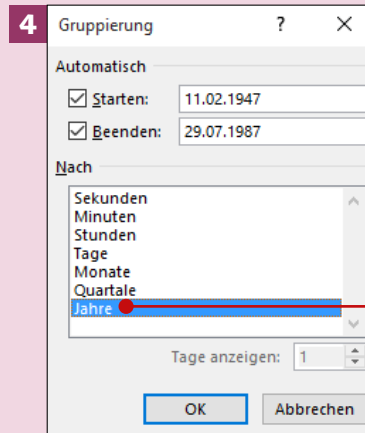 4
Gruppierung ? ×
Automatisch
Starten: 11.02.1947
Beenden: 29.07.1987
Nach
Sekunden
Minuten
Stunden
Tage
Monate
Quartale
Jahre
Tage anzeigen: 1
OK Abbrechen